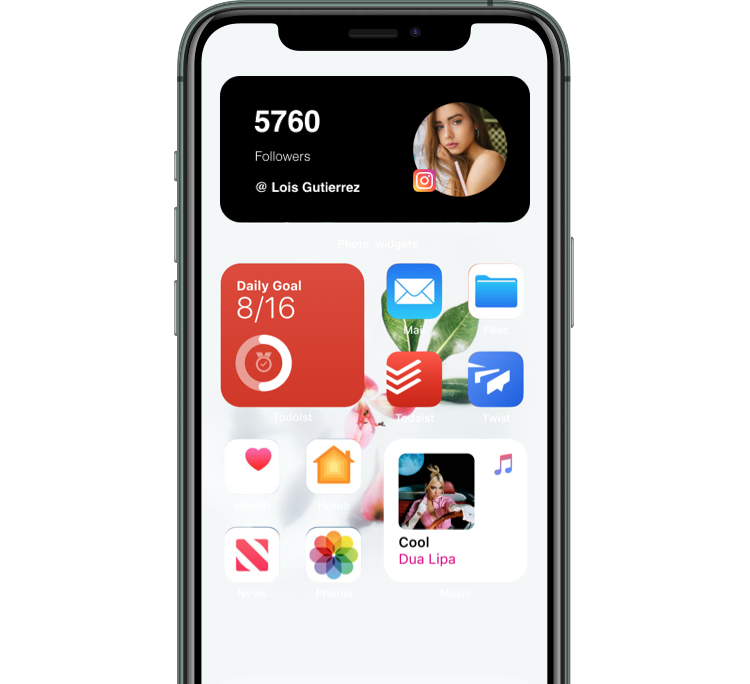 5760
Followers
@ Lois Gutierrez
Photo widgets
Daily Goal
8/16
Mail
Files
Todoist
Todoist
Twist
Health
Home
Cool
Dua Lipa
News
Photos
Music